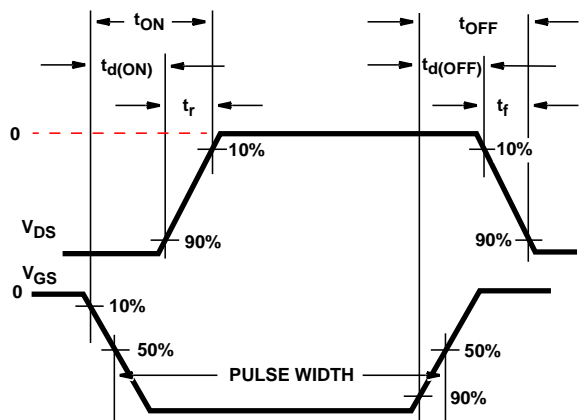 tON
tOFF
td(ON)
td(OFF)
tr
tf
0
10%
10%
VDS
90%
90%
VGS
0
10%
50%
50%
PULSE WIDTH
90%